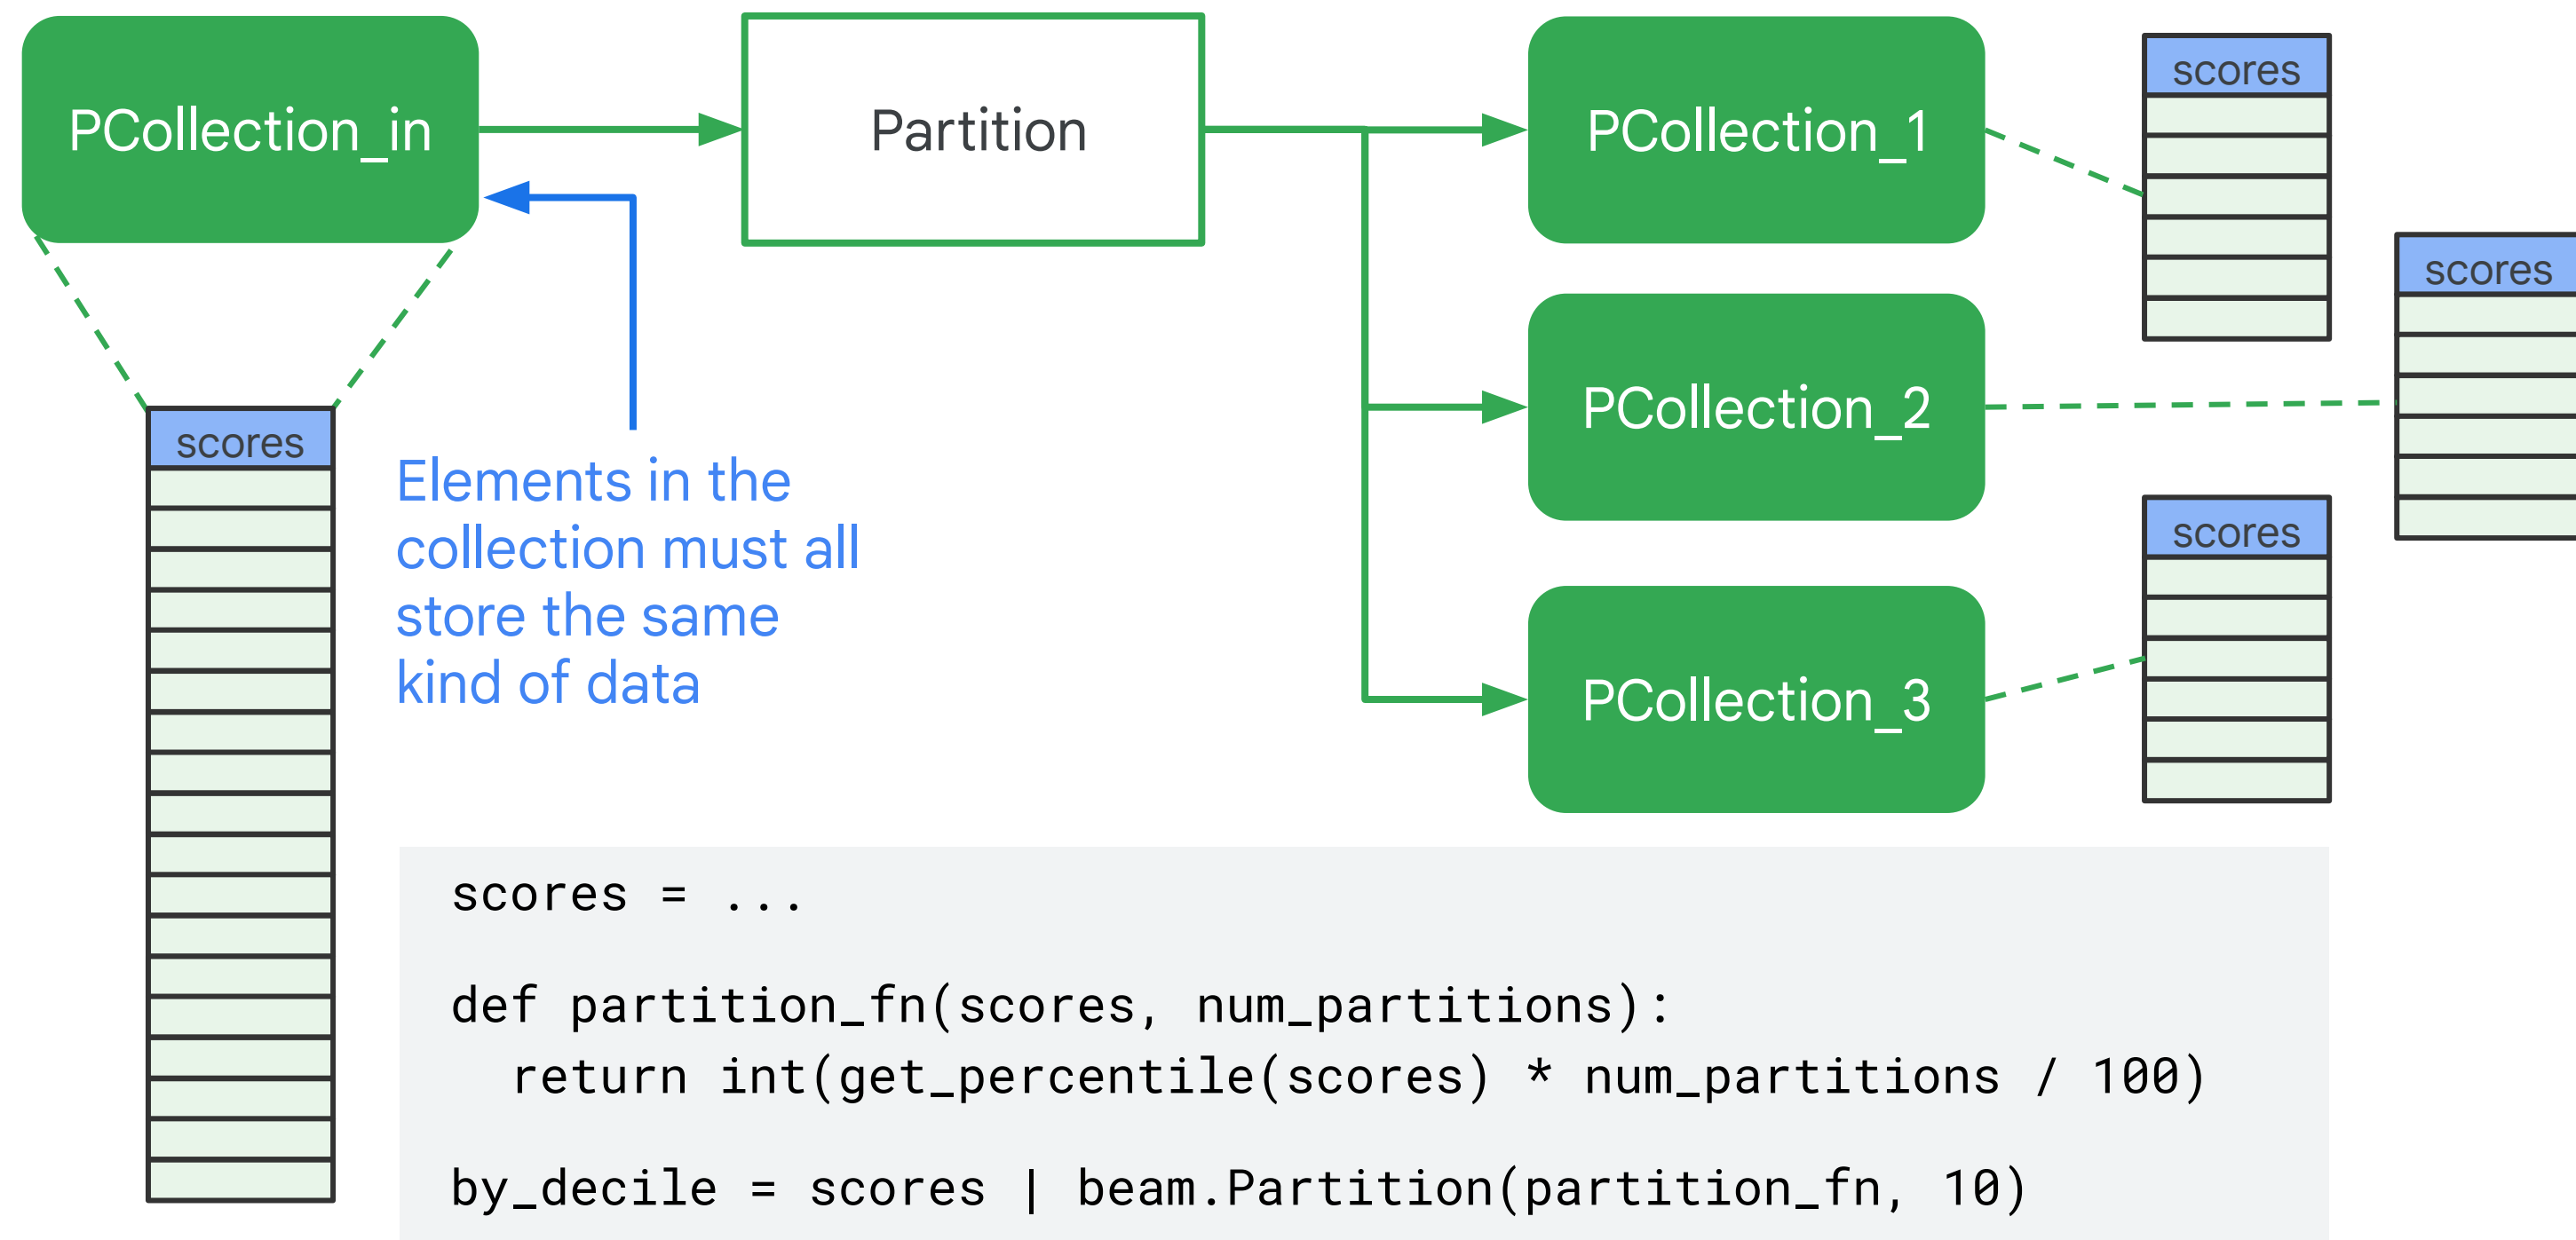 PCollection_in
Partition
PCollection_1
scores
scores
PCollection_2
scores
Elements in the
collection must all
store the same
kind of data
scores
PCollection_3
scores = ...
def partition_fn(scores, num_partitions):
  return int(get_percentile(scores) * num_partitions / 100)
by_decile = scores | beam.Partition(partition_fn, 10)